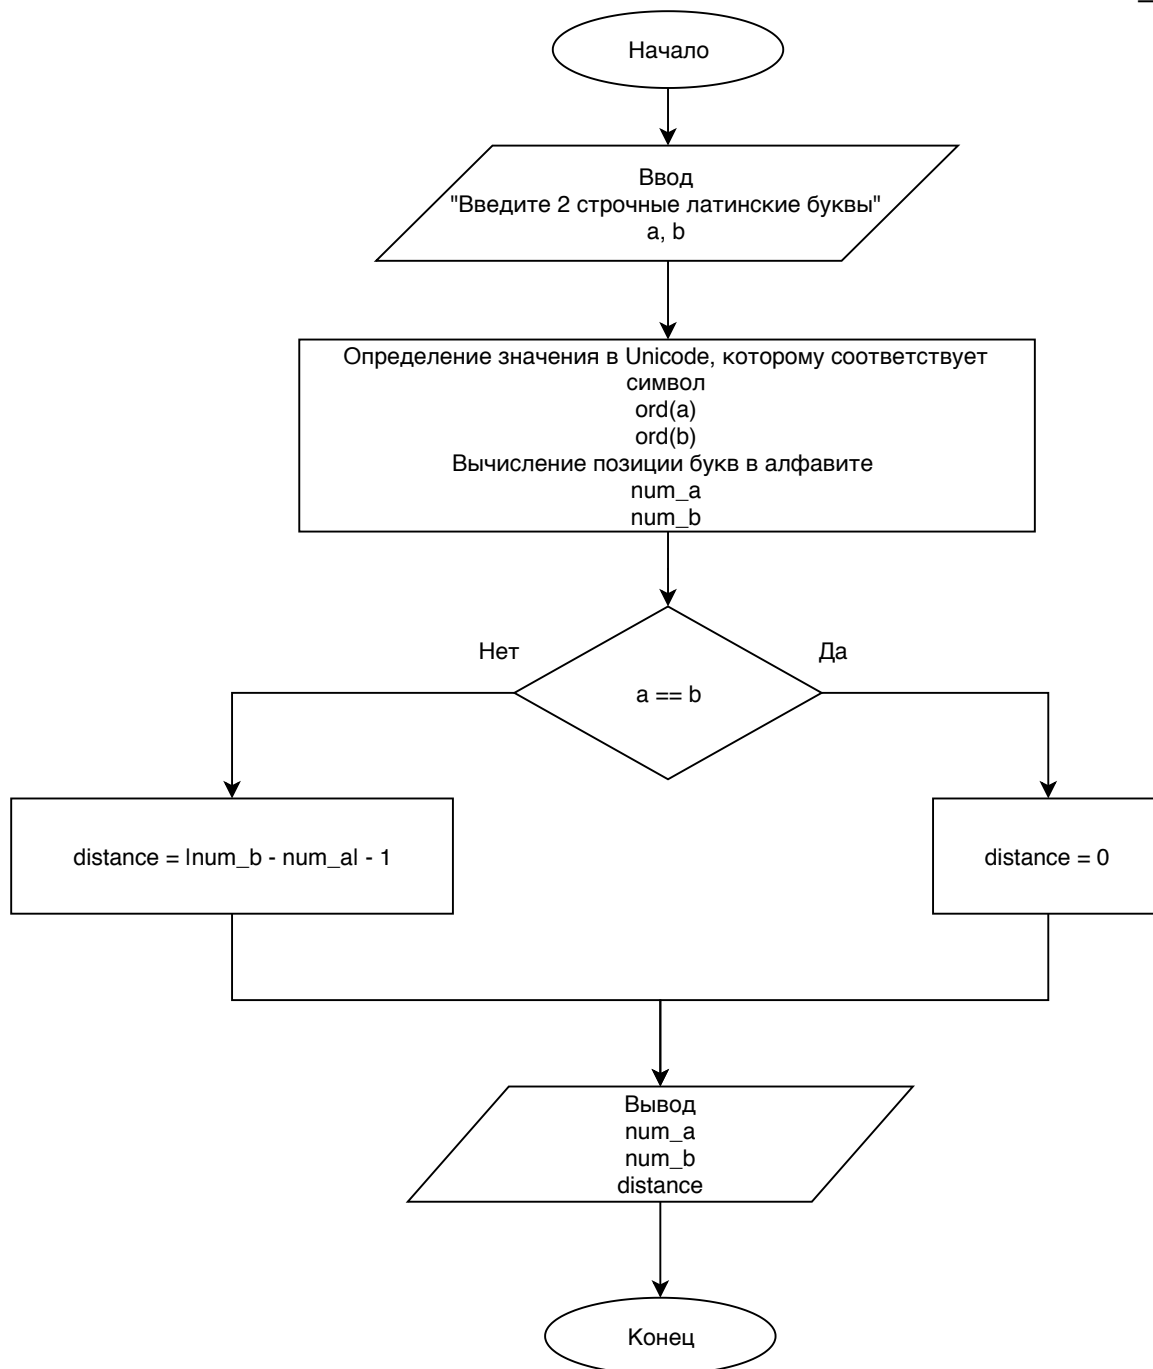 Начало
Ввод
"Введите 2 строчные латинские буквы"
a, b
Определение значения в Unicode, которому соответствует
символ
ord(a)
ord(b)
Вычисление позиции букв в алфавите
num_a
num_b
Нет
Да
a == b
distance = |num_b - num_a| - 1
distance = 0
Вывод
num_a
num_b
distance
Конец